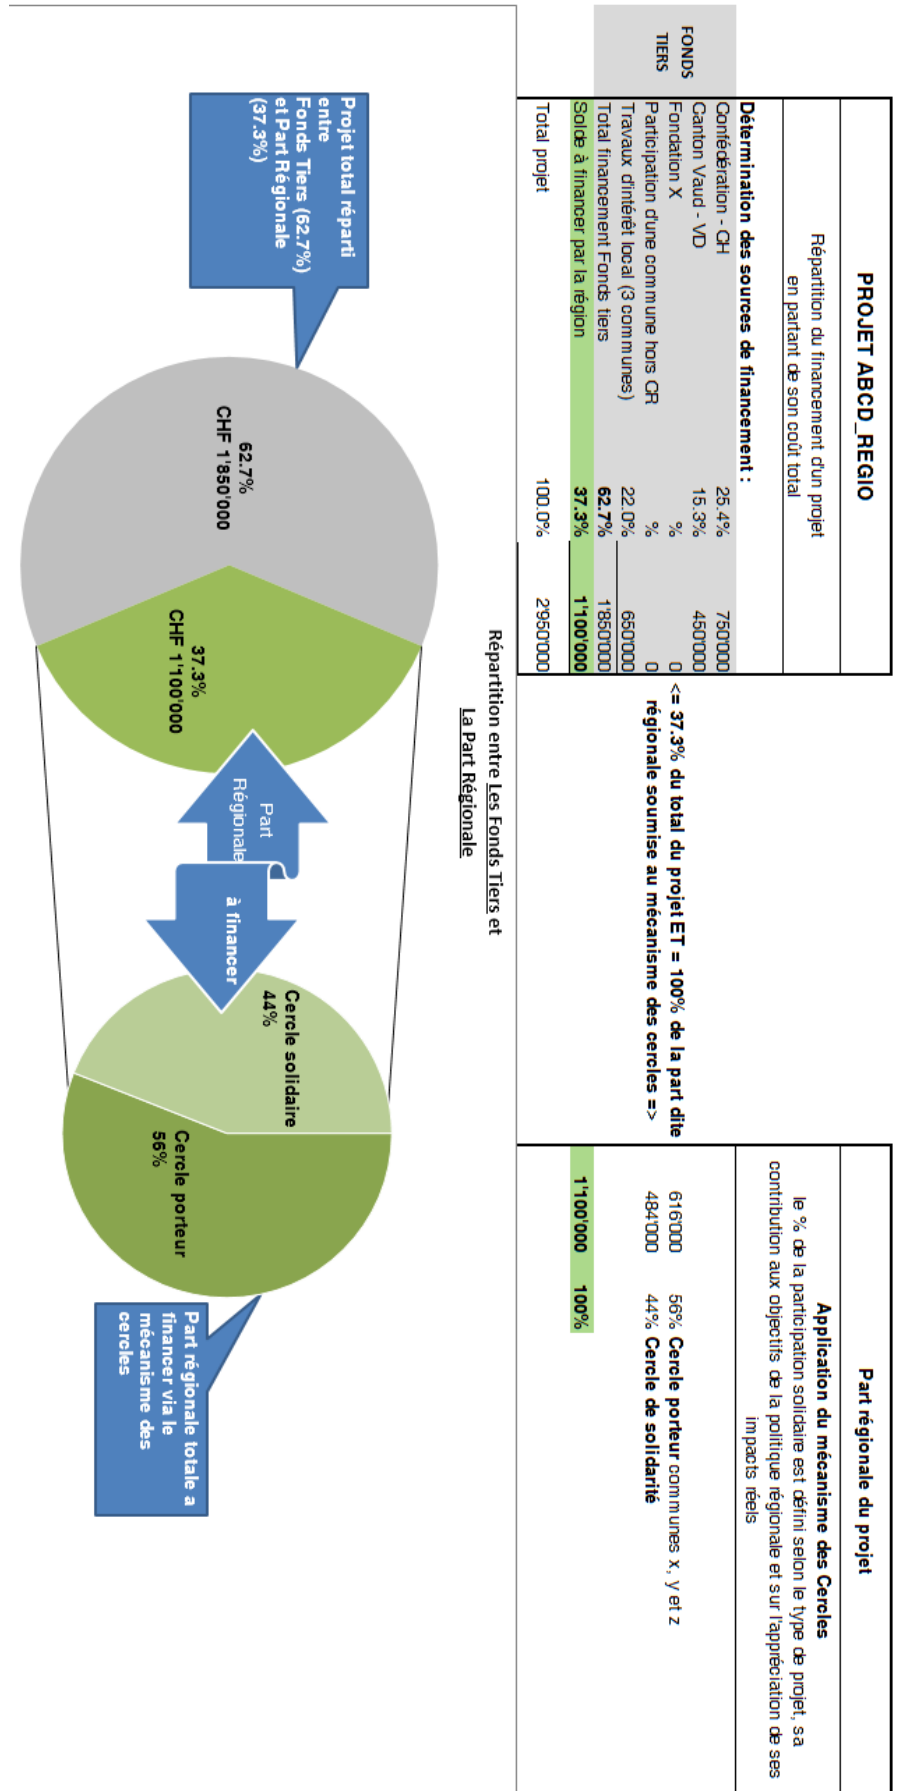 PROJET ABCD_REGIO
Répartition du financement d'un projet
en partant de son coût total
Détermination des sources de financement :
FONDS
TIERS
Confédération - CH 25.4% 750'000
Canton Vaud - VD 15.3% 450'000
Fondation X % 0
Participation d'une commune hors CR % 0
Travaux d'intérêt local (3 communes) 22.0% 650'000
Total financement Fonds tiers 62.7% 1'850'000
Solde à financer par la région 37.3% 1'100'000
Total projet 100.0% 2'950'000
<= 37.3% du total du projet ET = 100% de la part dite
régionale soumise au mécanisme des cercles =>
Part régionale du projet
Application du mécanisme des Cercles
le % de la participation solidaire est défini selon le type de projet, sa
contribution aux objectifs de la politique régionale et sur l'appréciation de ses
impacts réels
616'000 56% Cercle porteur communes x, y et z
484'000 44% Cercle de solidarité
1'100'000 100%
Répartition entre Les Fonds Tiers et
La Part Régionale
Projet total réparti
entre
Fonds Tiers (62.7%)
et Part Régionale
(37.3%)
62.7%
CHF 1'850'000
37.3%
CHF 1'100'000
Part
Régionale
à financer
Cercle solidaire
44%
Cercle porteur
56%
Part régionale totale a
financer via le
mécanisme des
cercles